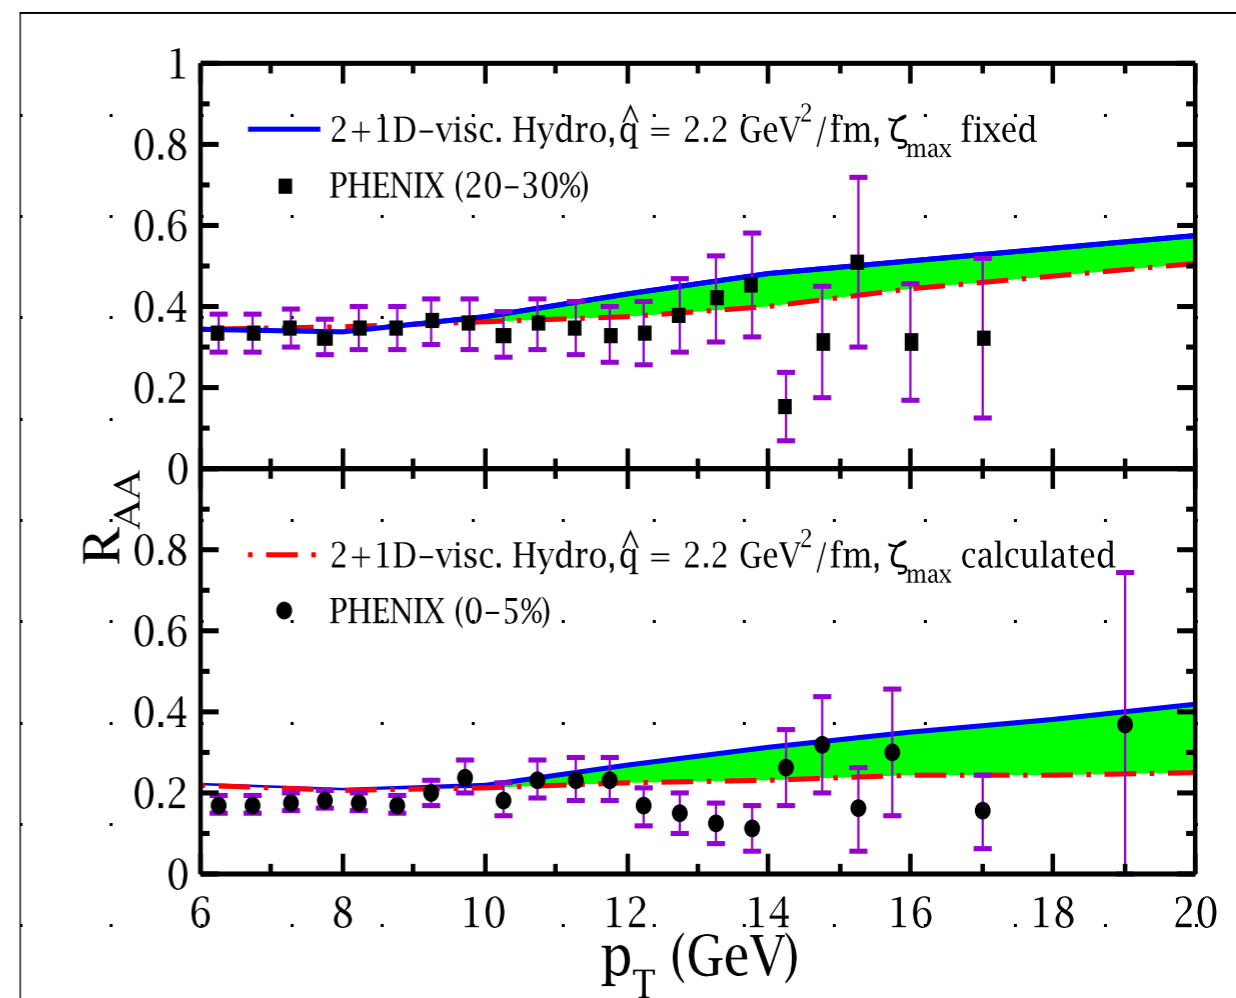 1
0.8
0.6
0.4
0.2
0
2+1D-visc. Hydro, q̂ = 2.2 GeV²/fm, ζmax fixed
PHENIX (20-30%)
RAA
0.8
0.6
0.4
0.2
0
2+1D-visc. Hydro, q̂ = 2.2 GeV²/fm, ζmax calculated
PHENIX (0-5%)
6 8 10 12 14 16 18 20
pT (GeV)